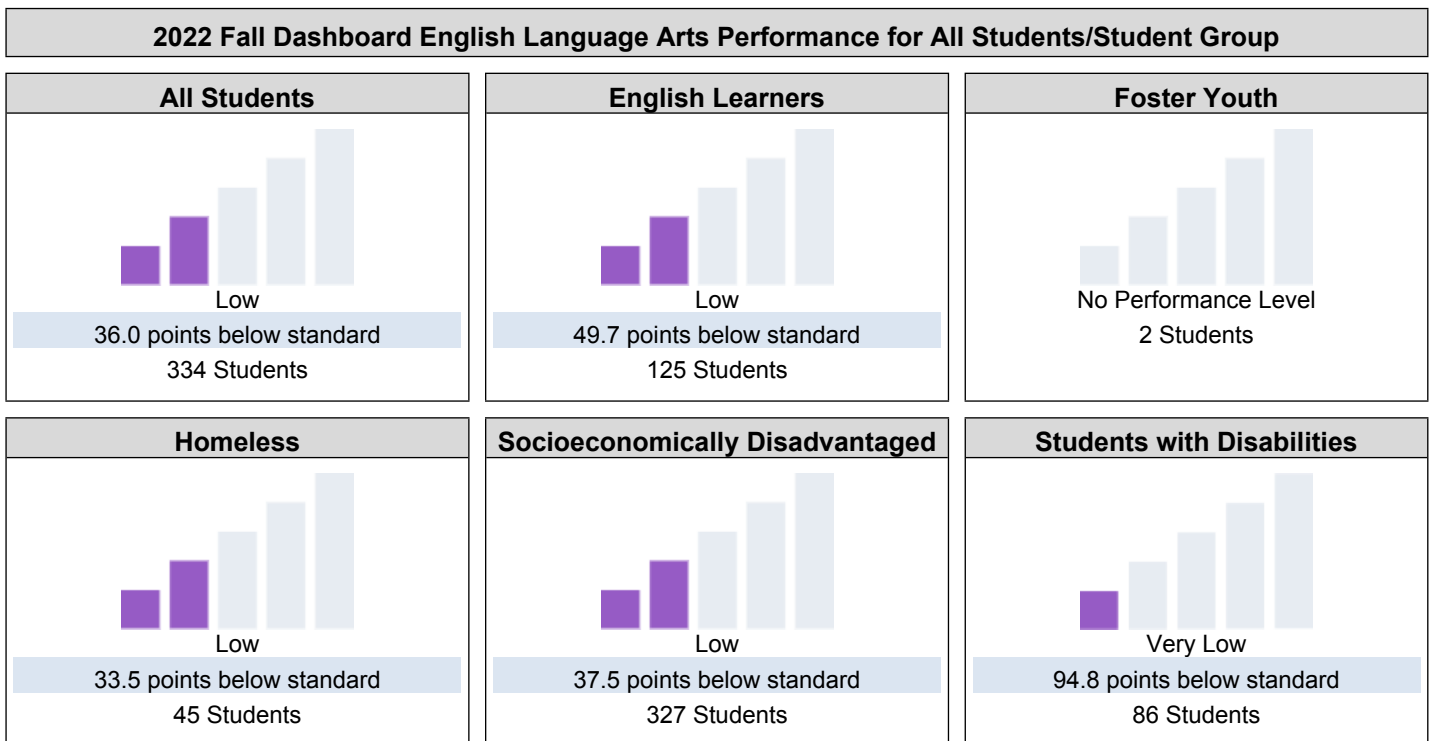 2022 Fall Dashboard English Language Arts Performance for All Students/Student Group
All Students
Low
36.0 points below standard
334 Students
English Learners
Low
49.7 points below standard
125 Students
Foster Youth
No Performance Level
2 Students
Homeless
Low
33.5 points below standard
45 Students
Socioeconomically Disadvantaged
Low
37.5 points below standard
327 Students
Students with Disabilities
Very Low
94.8 points below standard
86 Students